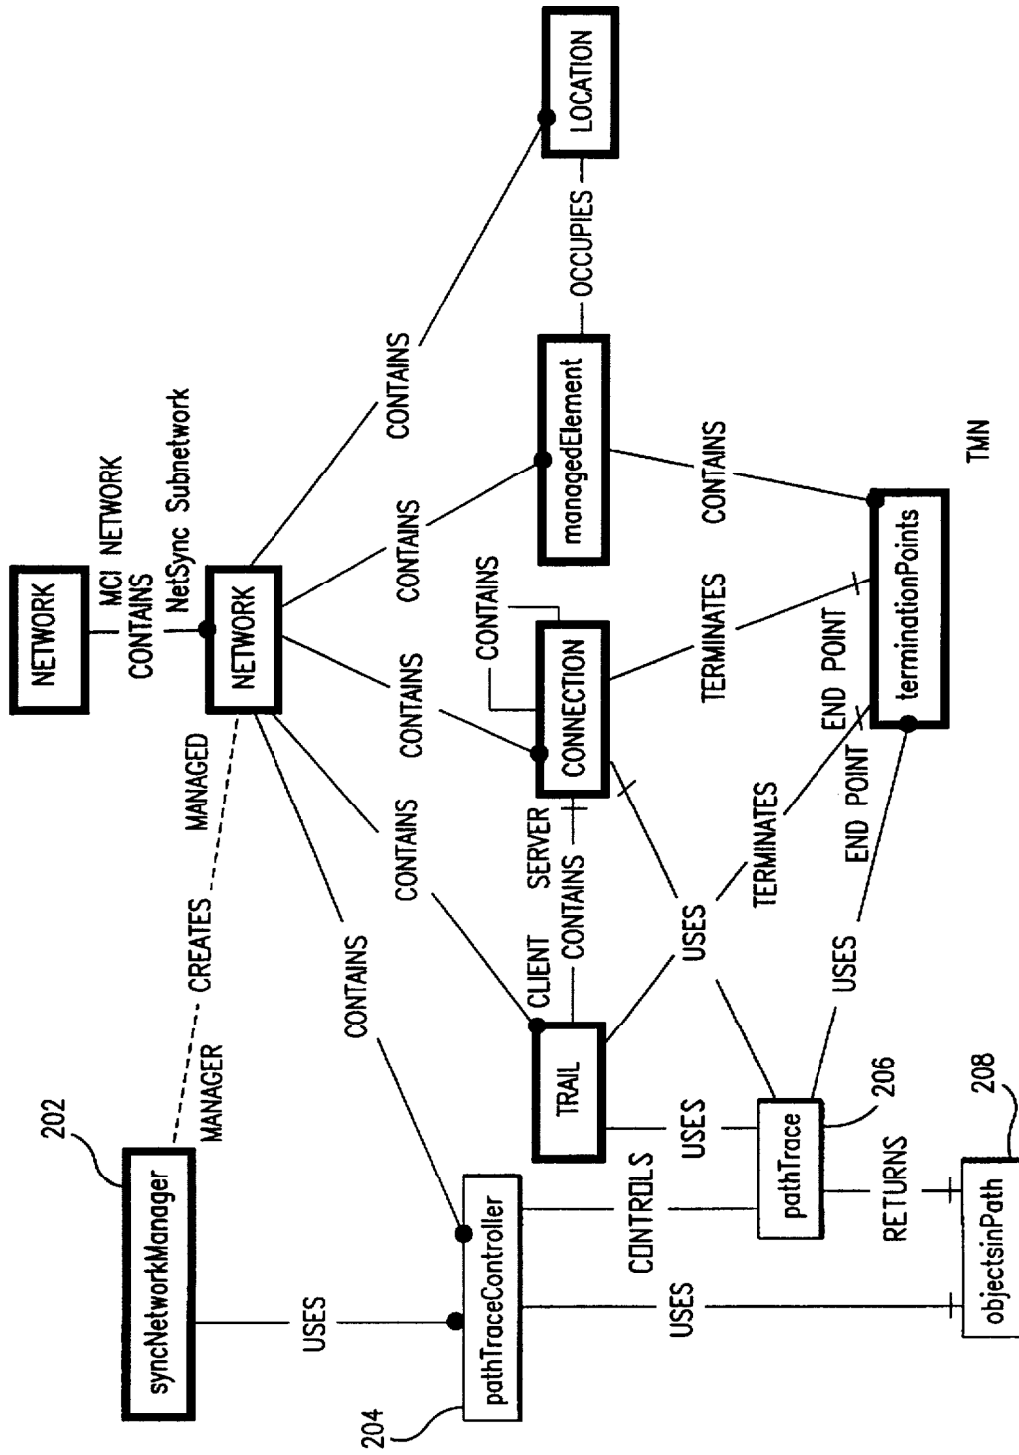 NETWORK
MCI NETWORK
CONTAINS
NetSync Subnetwork
NETWORK
202
syncNetworkManager
MANAGER
CREATES
MANAGED
USES
CONTAINS
CONTAINS
CONTAINS
CONTAINS
CONTAINS
204
pathTraceController
TRAIL
CLIENT
SERVER
CONTAINS
CONNECTION
CONTAINS
managedElement
OCCUPIES
LOCATION
USES
CONTROLS
USES
USES
TERMINATES
TERMINATES
CONTAINS
pathTrace
206
USES
END POINT
END POINT
terminationPoints
TMN
RETURNS
objectsinPath
208